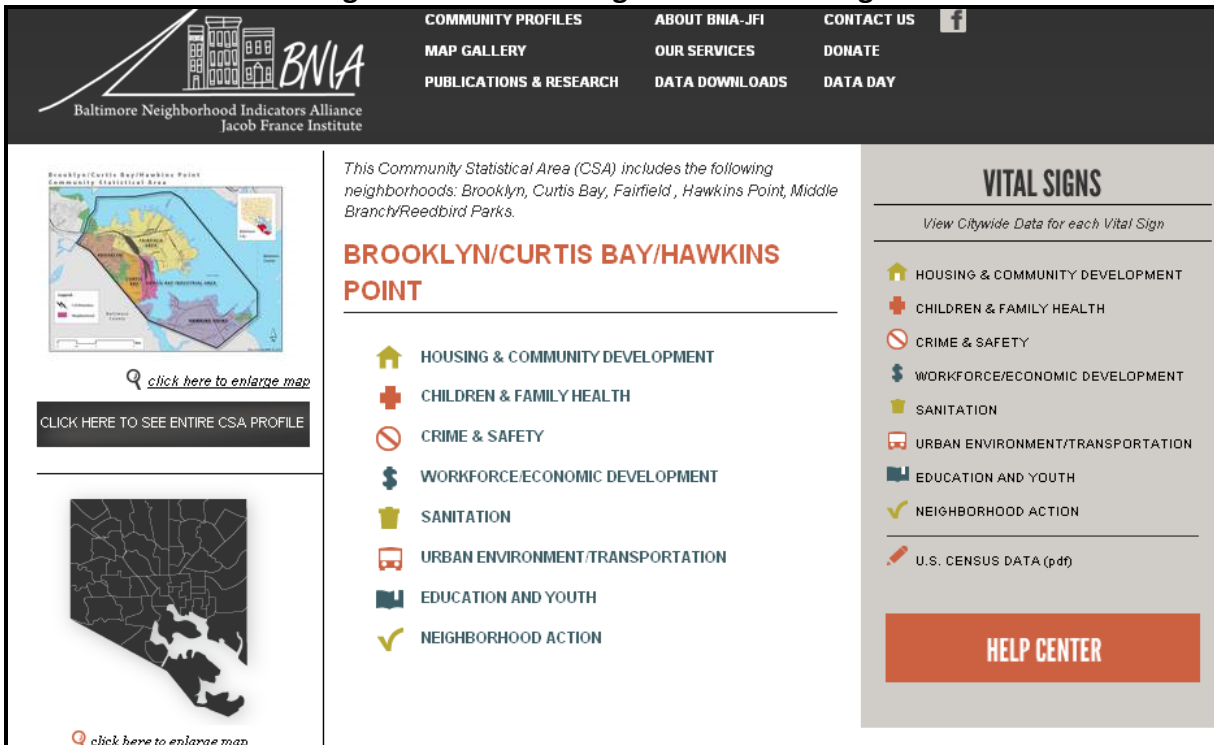 COMMUNITY PROFILES
ABOUT BNIA-JFI
CONTACT US
f
MAP GALLERY
OUR SERVICES
DONATE
PUBLICATIONS & RESEARCH
DATA DOWNLOADS
DATA DAY
BNIA
Baltimore Neighborhood Indicators Alliance
Jacob France Institute
Brooklyn/Curtis Bay/Hawkins Point
Community Statistical Area
click here to enlarge map
CLICK HERE TO SEE ENTIRE CSA PROFILE
click here to enlarge map
This Community Statistical Area (CSA) includes the following
neighborhoods: Brooklyn, Curtis Bay, Fairfield , Hawkins Point, Middle
Branch/Reedbird Parks.
BROOKLYN/CURTIS BAY/HAWKINS
POINT
HOUSING & COMMUNITY DEVELOPMENT
CHILDREN & FAMILY HEALTH
CRIME & SAFETY
WORKFORCE/ECONOMIC DEVELOPMENT
SANITATION
URBAN ENVIRONMENT/TRANSPORTATION
EDUCATION AND YOUTH
NEIGHBORHOOD ACTION
VITAL SIGNS
View Citywide Data for each Vital Sign
HOUSING & COMMUNITY DEVELOPMENT
CHILDREN & FAMILY HEALTH
CRIME & SAFETY
WORKFORCE/ECONOMIC DEVELOPMENT
SANITATION
URBAN ENVIRONMENT/TRANSPORTATION
EDUCATION AND YOUTH
NEIGHBORHOOD ACTION
U.S. CENSUS DATA (pdf)
HELP CENTER